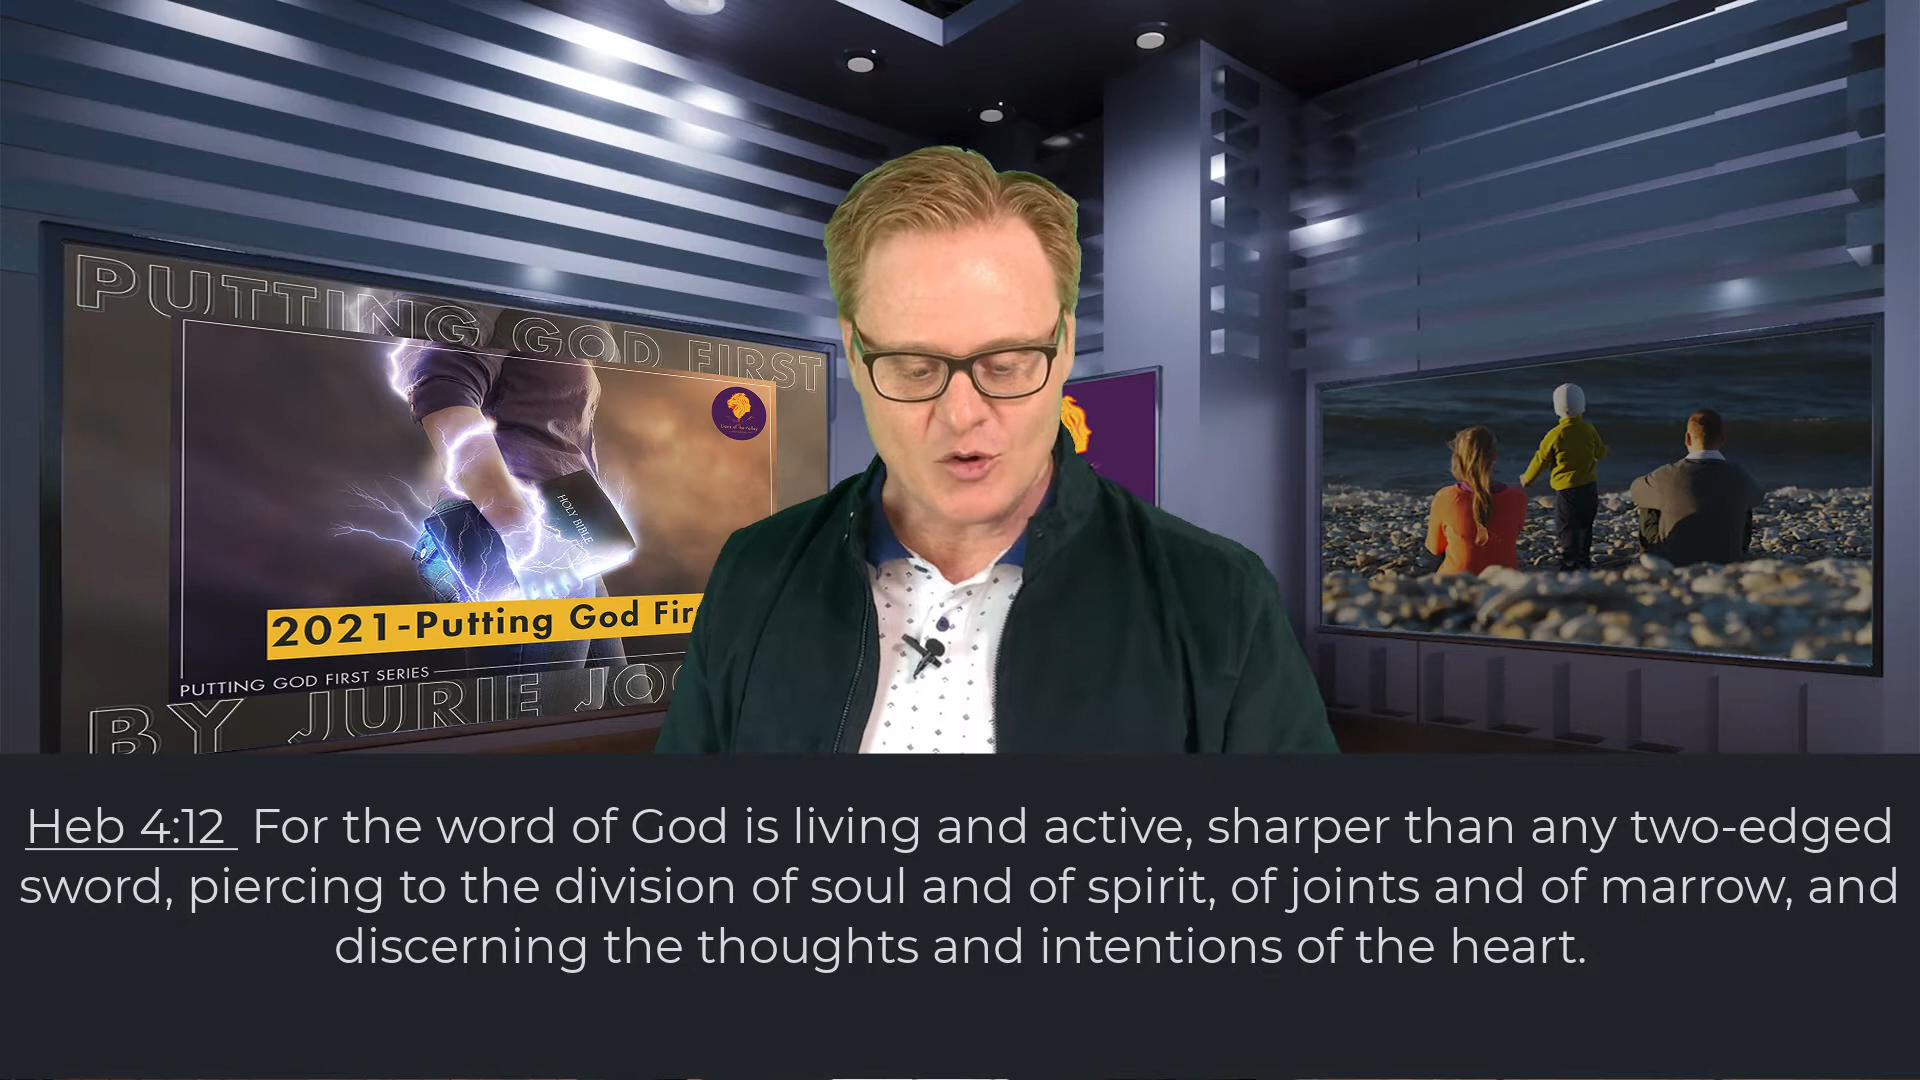 PUTTING GOD FIRST
HOLY BIBLE
2021-Putting God Fir
PUTTING GOD FIRST SERIES
BY JURIE JO
Heb 4:12  For the word of God is living and active, sharper than any two-edged
sword, piercing to the division of soul and of spirit, of joints and of marrow, and
discerning the thoughts and intentions of the heart.